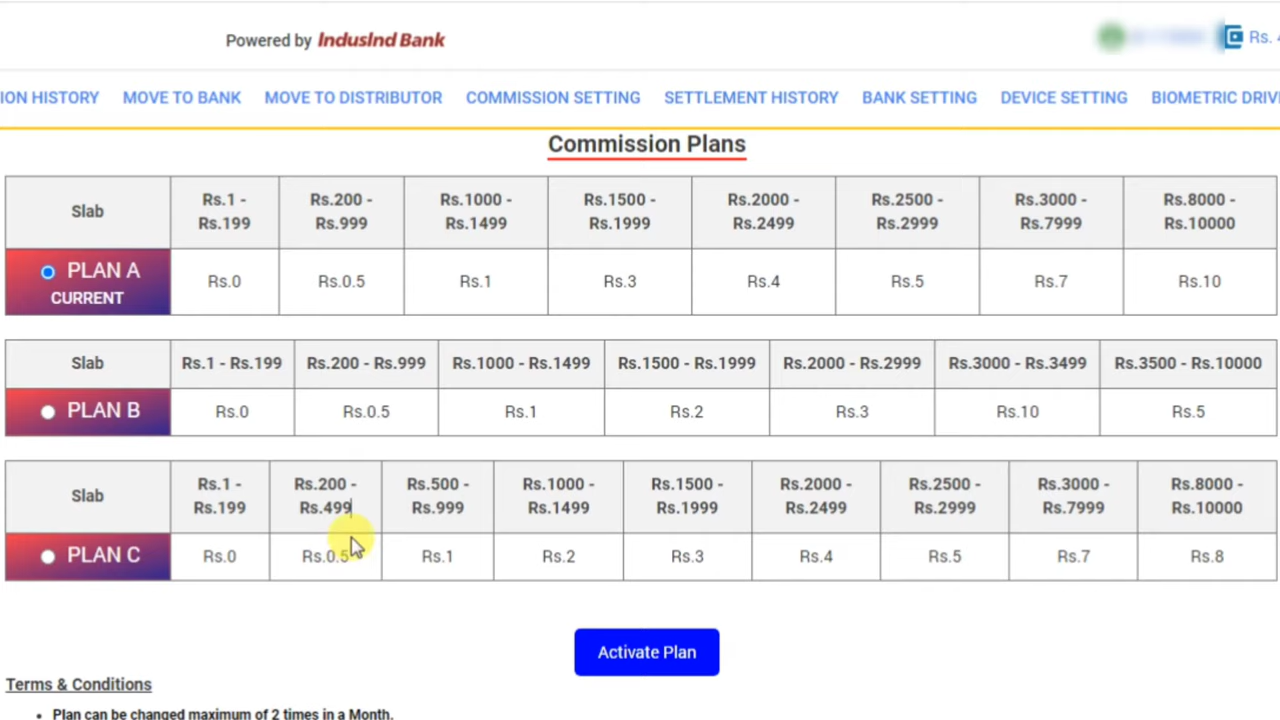 Powered by IndusInd Bank
Rs. 4
ION HISTORY MOVE TO BANK MOVE TO DISTRIBUTOR COMMISSION SETTING SETTLEMENT HISTORY BANK SETTING DEVICE SETTING BIOMETRIC DRIV
Commission Plans
Slab Rs.1 - Rs.200 - Rs.1000 - Rs.1500 - Rs.2000 - Rs.2500 - Rs.3000 - Rs.8000 -
Rs.199 Rs.999 Rs.1499 Rs.1999 Rs.2499 Rs.2999 Rs.7999 Rs.10000
PLAN A Rs.0 Rs.0.5 Rs.1 Rs.3 Rs.4 Rs.5 Rs.7 Rs.10
CURRENT
Slab Rs.1 - Rs.199 Rs.200 - Rs.999 Rs.1000 - Rs.1499 Rs.1500 - Rs.1999 Rs.2000 - Rs.2999 Rs.3000 - Rs.3499 Rs.3500 - Rs.10000
PLAN B Rs.0 Rs.0.5 Rs.1 Rs.2 Rs.3 Rs.10 Rs.5
Slab Rs.1 - Rs.200 - Rs.500 - Rs.1000 - Rs.1500 - Rs.2000 - Rs.2500 - Rs.3000 - Rs.8000 -
Rs.199 Rs.499 Rs.999 Rs.1499 Rs.1999 Rs.2499 Rs.2999 Rs.7999 Rs.10000
PLAN C Rs.0 Rs.0.5 Rs.1 Rs.2 Rs.3 Rs.4 Rs.5 Rs.7 Rs.8
Activate Plan
Terms & Conditions
• Plan can be changed maximum of 2 times in a Month.